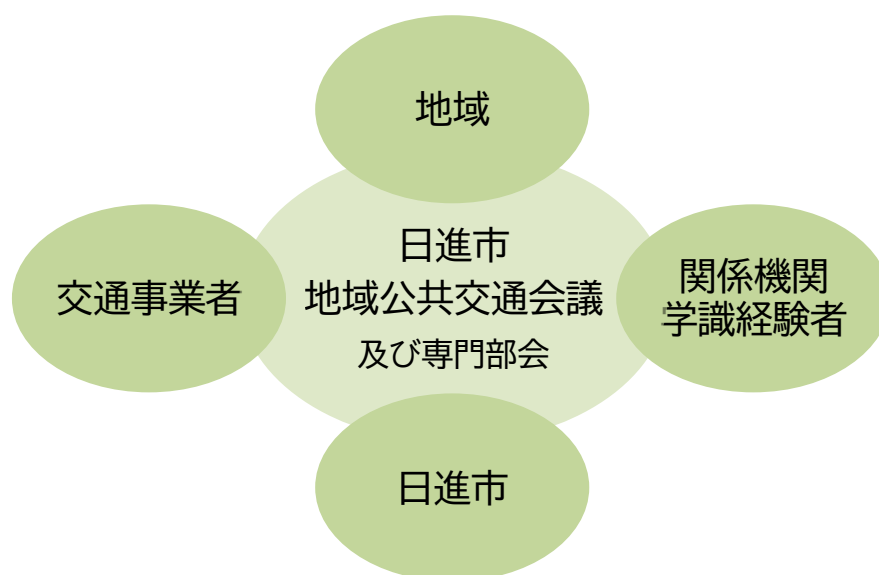 地域
日進市
地域公共交通会議
及び専門部会
交通事業者
関係機関
学識経験者
日進市